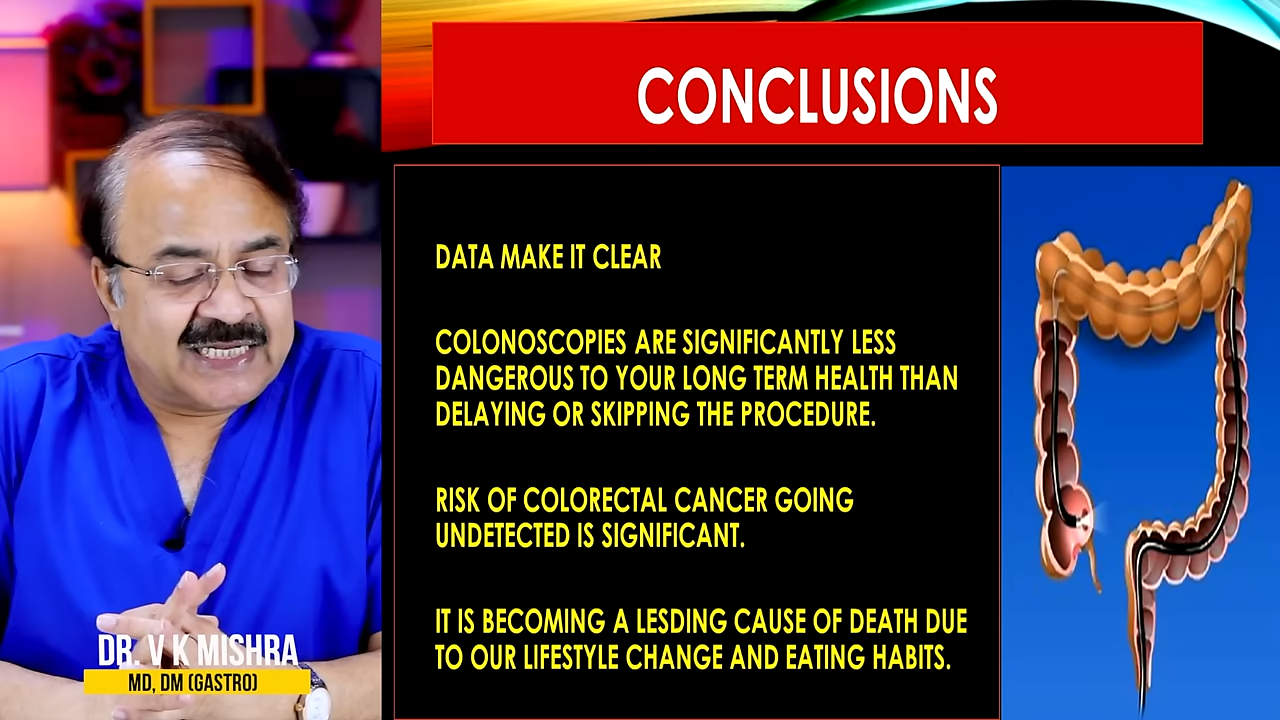 CONCLUSIONS
DATA MAKE IT CLEAR
COLONOSCOPIES ARE SIGNIFICANTLY LESS
DANGEROUS TO YOUR LONG TERM HEALTH THAN
DELAYING OR SKIPPING THE PROCEDURE.
RISK OF COLORECTAL CANCER GOING
UNDETECTED IS SIGNIFICANT.
IT IS BECOMING A LESDING CAUSE OF DEATH DUE
TO OUR LIFESTYLE CHANGE AND EATING HABITS.
DR. V K MISHRA
MD, DM (GASTRO)